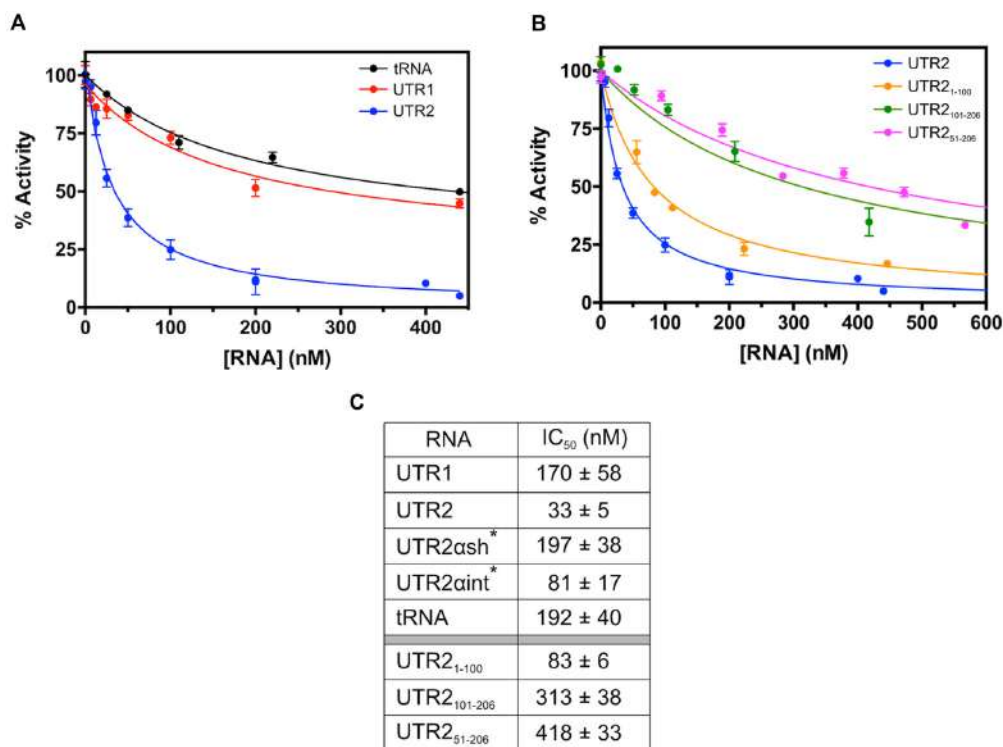 A
tRNA
UTR1
UTR2
100
75
50
25
0
% Activity
0
100
200
300
400
[RNA] (nM)
B
UTR2
UTR2₁₋₁₀₀
UTR2₁₀₁₋₂₀₆
UTR2₅₁₋₂₀₆
100
75
50
25
0
% Activity
0
100
200
300
400
500
600
[RNA] (nM)
C
RNA IC₅₀ (nM)
UTR1 170 ± 58
UTR2 33 ± 5
UTR2αsh* 197 ± 38
UTR2αint* 81 ± 17
tRNA 192 ± 40
UTR2₁₋₁₀₀ 83 ± 6
UTR2₁₀₁₋₂₀₆ 313 ± 38
UTR2₅₁₋₂₀₆ 418 ± 33